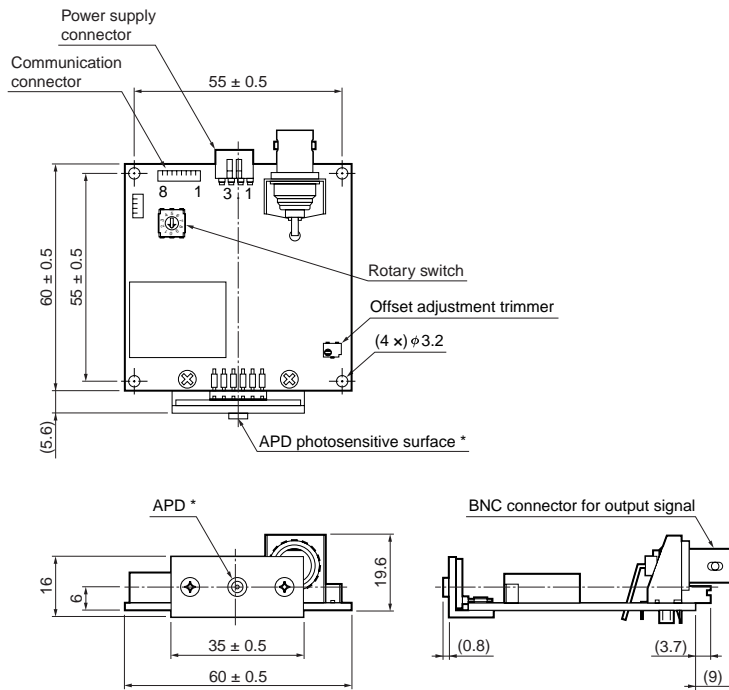 Power supply
connector
Communication
connector
55 ± 0.5
8 1 3 . 1
60 ± 0.5
55 ± 0.5
Rotary switch
Offset adjustment trimmer
(4 ×) ϕ3.2
(5.6)
APD photosensitive surface *
APD *
BNC connector for output signal
16
6
19.6
35 ± 0.5
60 ± 0.5
(0.8)
(3.7)
(9)